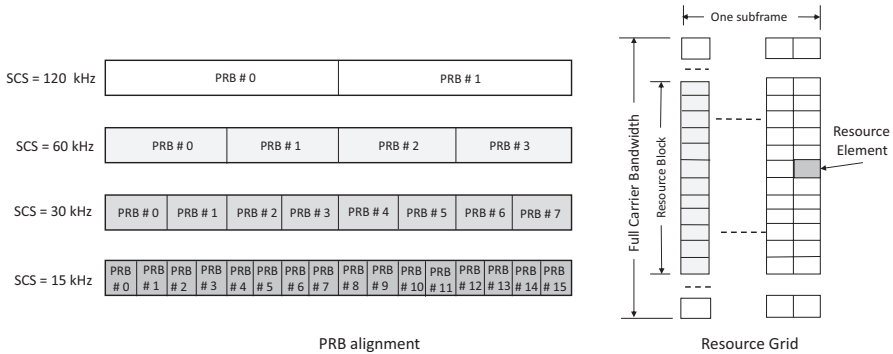 SCS = 120 kHz
PRB # 0
PRB # 1
SCS = 60 kHz
PRB # 0
PRB # 1
PRB # 2
PRB # 3
SCS = 30 kHz
PRB # 0
PRB # 1
PRB # 2
PRB # 3
PRB # 4
PRB # 5
PRB # 6
PRB # 7
SCS = 15 kHz
PRB
# 0
PRB
# 1
PRB
# 2
PRB
# 3
PRB
# 4
PRB
# 5
PRB
# 6
PRB
# 7
PRB
# 8
PRB
# 9
PRB
# 10
PRB
# 11
PRB
# 12
PRB
# 13
PRB
# 14
PRB
# 15
PRB alignment
One subframe
Full Carrier Bandwidth
Resource Block
Resource
Element
Resource Grid